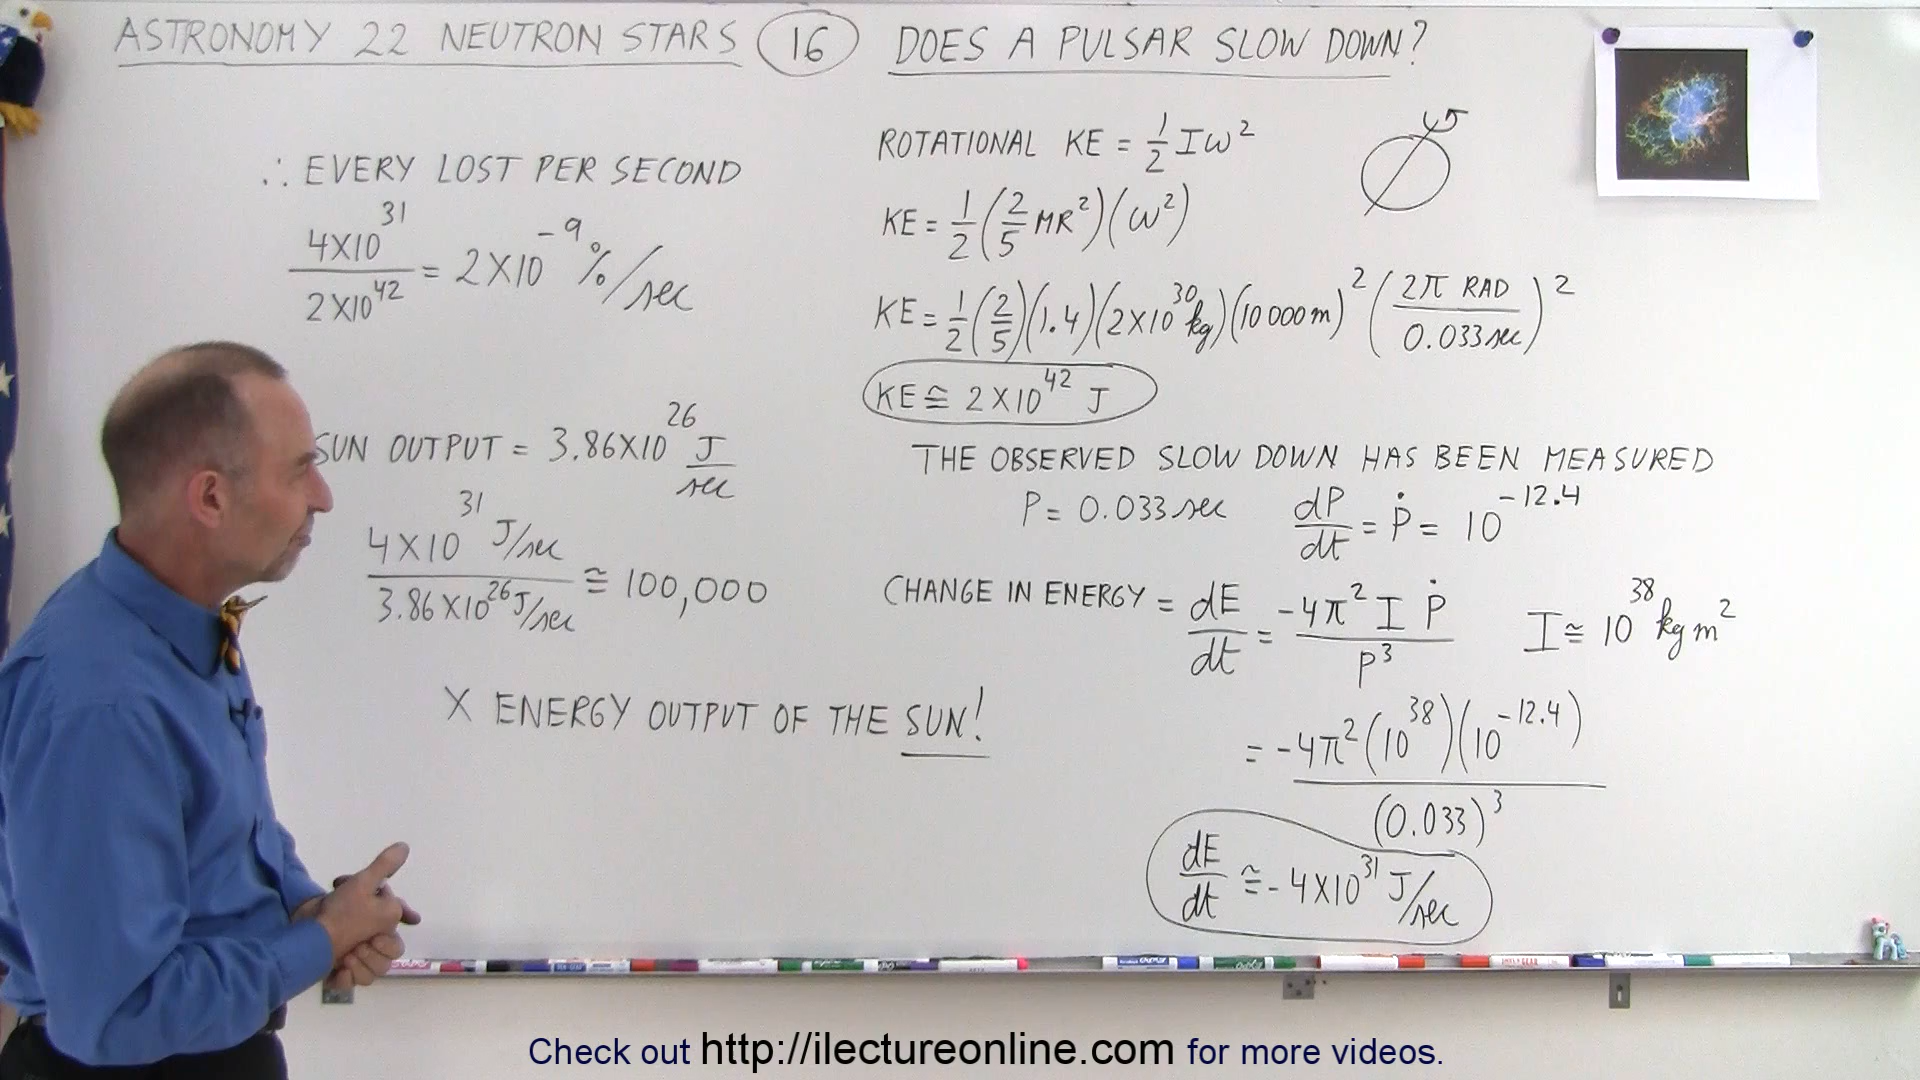 ASTRONOMY 22 NEUTRON STARS (16) DOES A PULSAR SLOW DOWN?
∴ EVERY LOST PER SECOND
4X10^31 / 2X10^42 = 2X10^-9 %/sec
SUN OUTPUT = 3.86X10^26 J/sec
4X10^31 J/sec / 3.86X10^26 J/sec ≅ 100,000
X ENERGY OUTPUT OF THE SUN!
ROTATIONAL KE = 1/2 Iω^2
KE = 1/2 (2/5 MR^2)(ω^2)
KE = 1/2 (2/5)(1.4)(2X10^30 kg)(10000m)^2 (2π RAD / 0.033sec)^2
KE ≅ 2X10^42 J
THE OBSERVED SLOW DOWN HAS BEEN MEASURED
P = 0.033sec dP/dt = Ṗ = 10^-12.4
CHANGE IN ENERGY = dE/dt = -4π^2 I Ṗ / P^3 I ≅ 10^38 kg m^2
= -4π^2 (10^38)(10^-12.4) / (0.033)^3
dE/dt ≅ -4X10^31 J/sec
Check out http://ilectureonline.com for more videos.